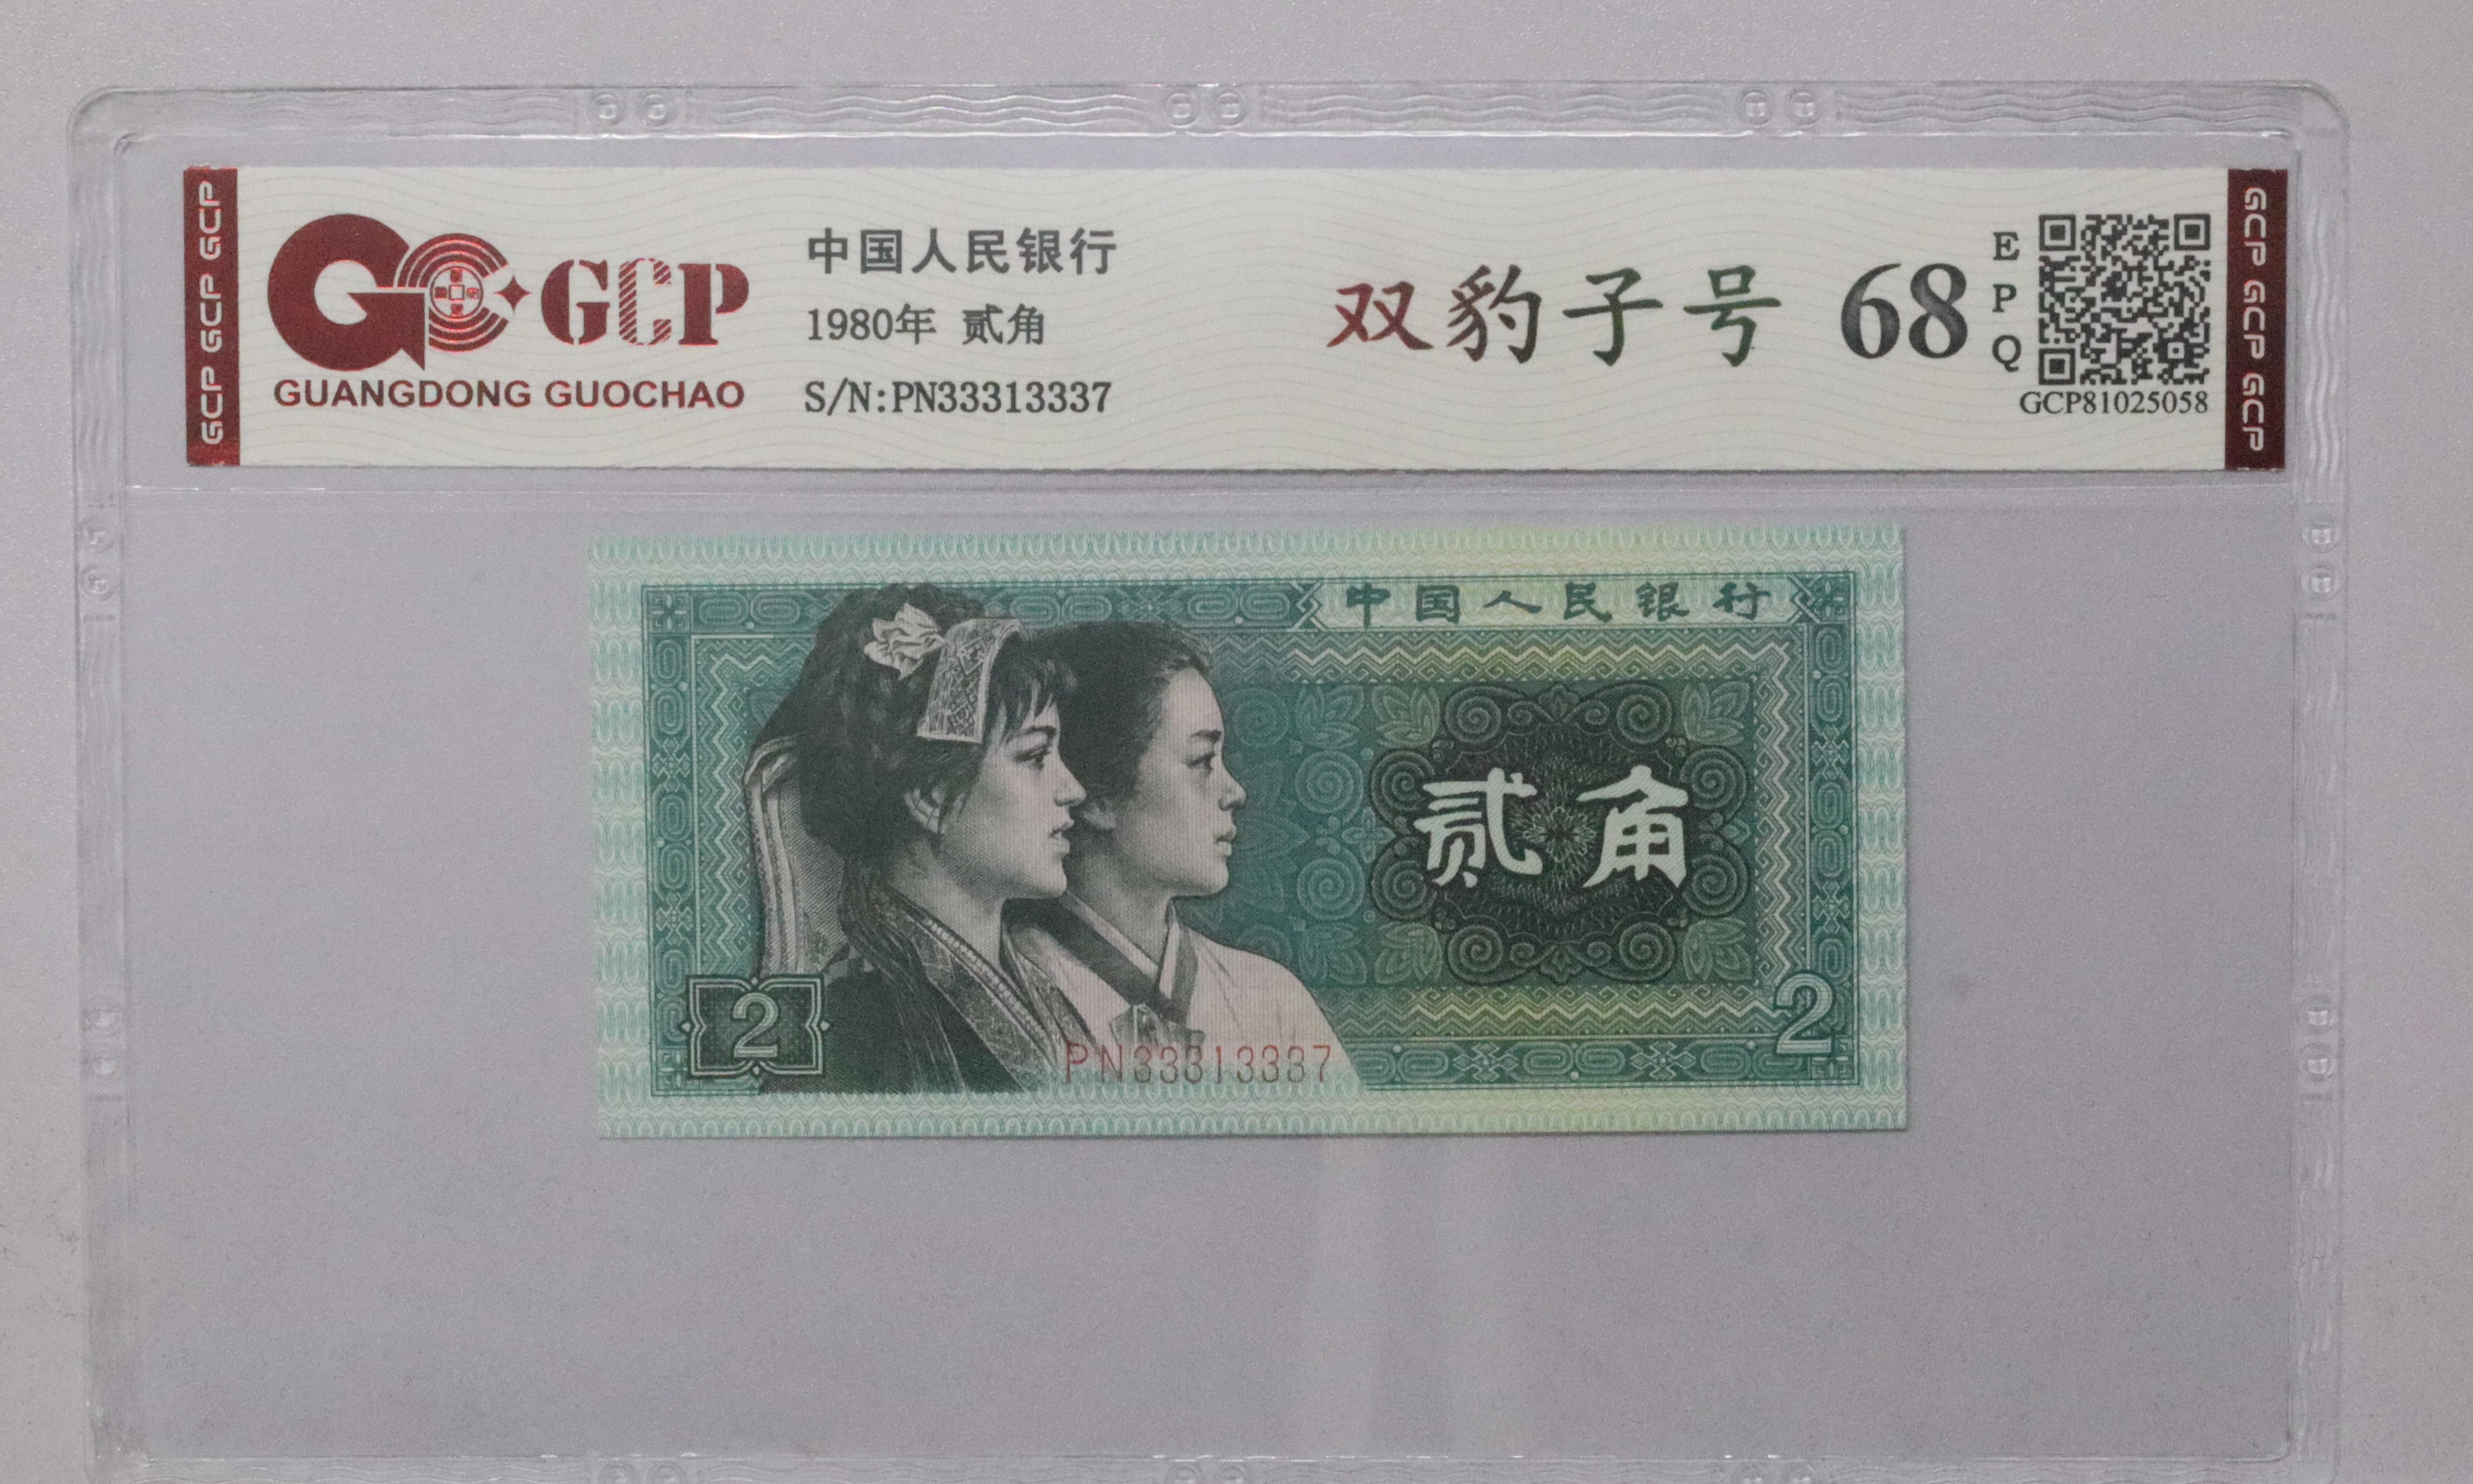 GCP GCP GCP
GCP
GUANGDONG GUOCHAO
中国人民银行
1980年 贰角
S/N:PN33313337
双豹子号 68
EPQ
GCP81025058
GCP GCP GCP
中国人民银行
贰角
2
2
PN33313337